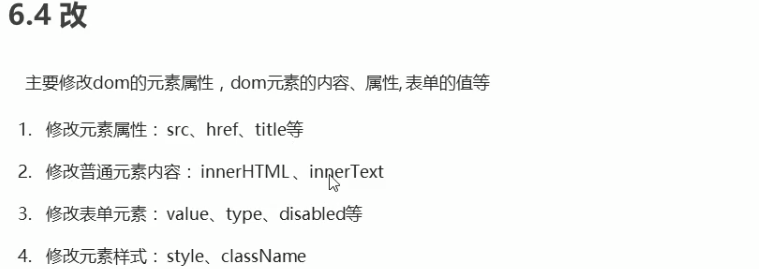 6.4 改
主要修改dom的元素属性，dom元素的内容、属性, 表单的值等
1. 修改元素属性：src、href、title等
2. 修改普通元素内容：innerHTML 、innerText
3. 修改表单元素：value、type、disabled等
4. 修改元素样式：style、className